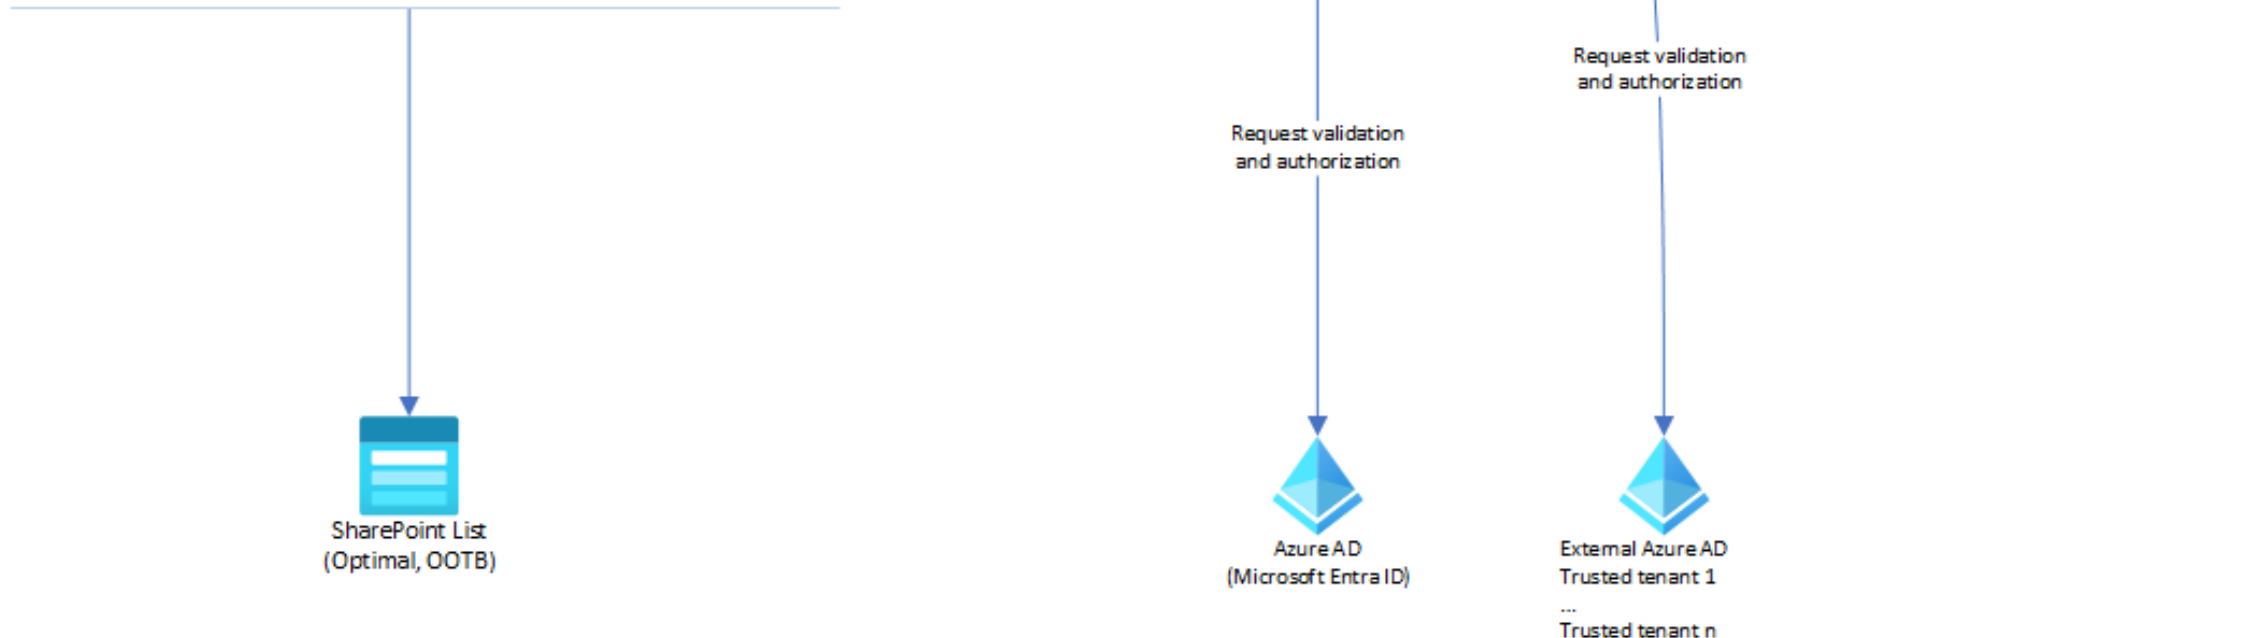 Request validation
and authorization
Request validation
and authorization
SharePoint List
(Optimal, OOTB)
Azure AD
(Microsoft Entra ID)
External Azure AD
Trusted tenant 1
...
Trusted tenant n